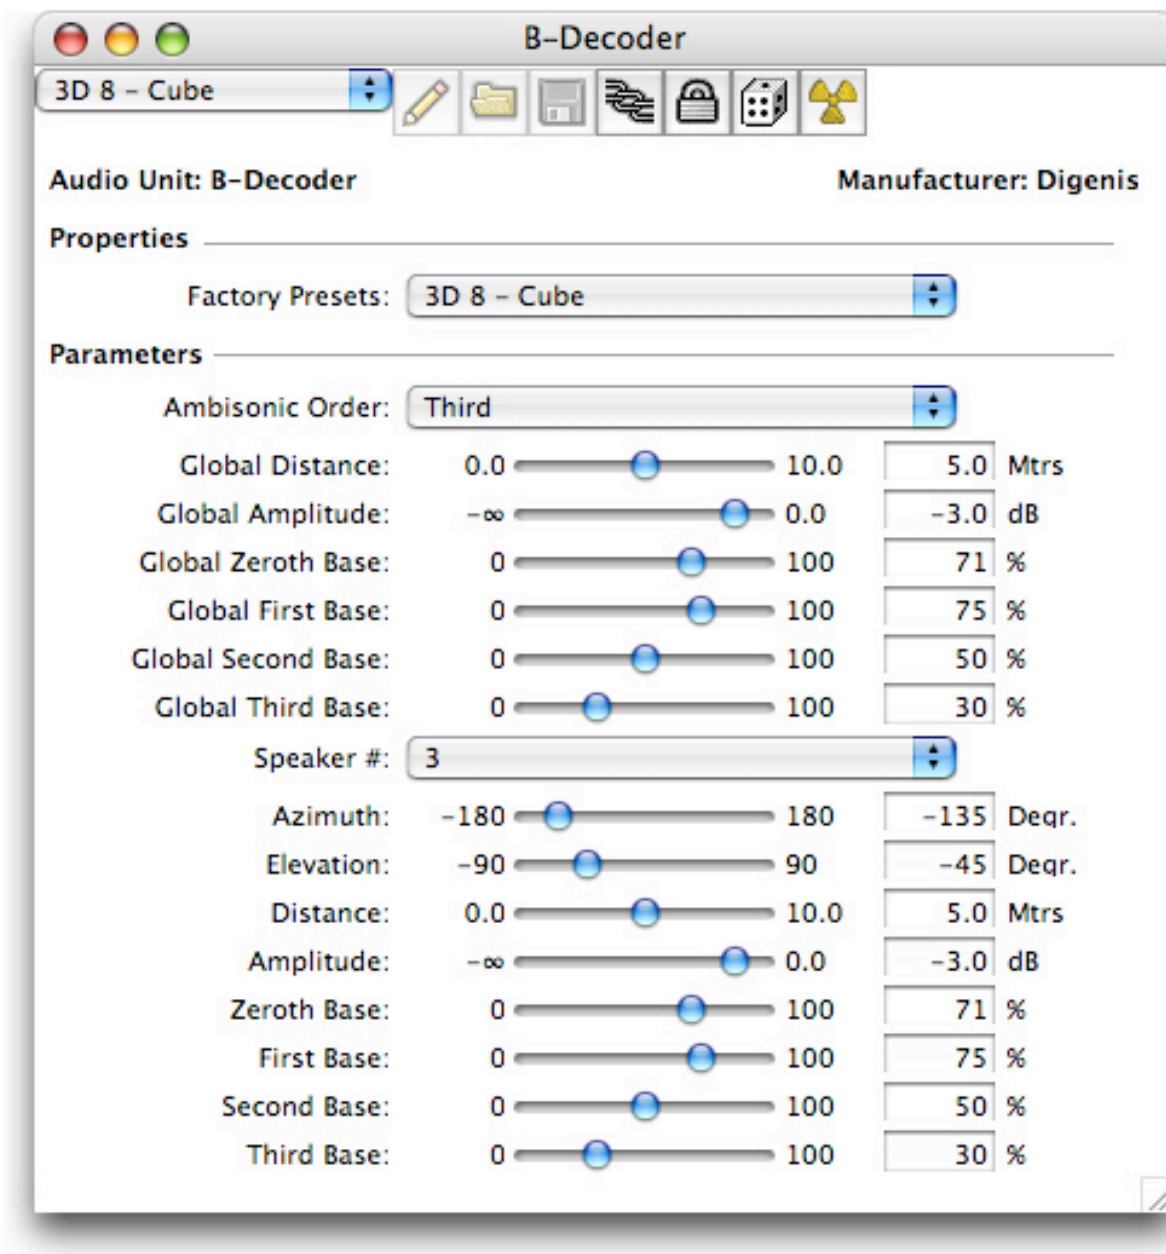 B-Decoder
3D 8 - Cube
Audio Unit: B-Decoder Manufacturer: Digenis
Properties
Factory Presets: 3D 8 - Cube
Parameters
Ambisonic Order: Third
Global Distance: 0.0 10.0 5.0 Mtrs
Global Amplitude: -∞ 0.0 -3.0 dB
Global Zeroth Base: 0 100 71 %
Global First Base: 0 100 75 %
Global Second Base: 0 100 50 %
Global Third Base: 0 100 30 %
Speaker #: 3
Azimuth: -180 180 -135 Degr.
Elevation: -90 90 -45 Degr.
Distance: 0.0 10.0 5.0 Mtrs
Amplitude: -∞ 0.0 -3.0 dB
Zeroth Base: 0 100 71 %
First Base: 0 100 75 %
Second Base: 0 100 50 %
Third Base: 0 100 30 %